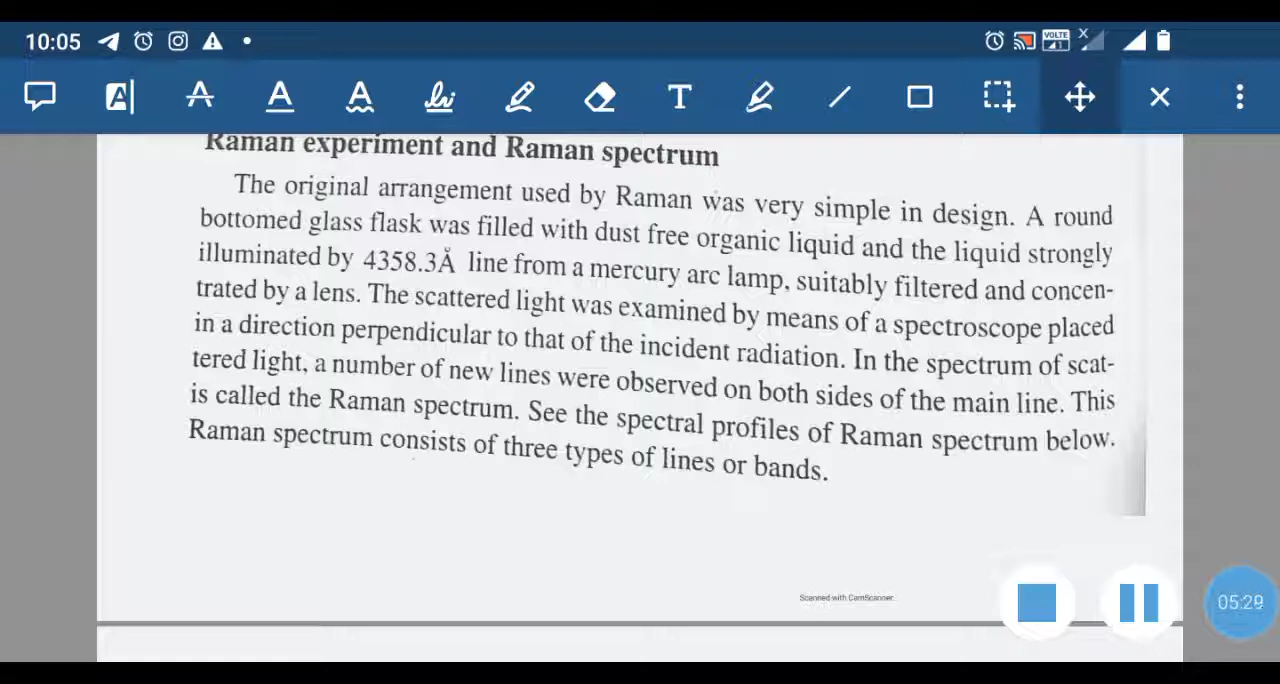 10:05
VOLTE
Raman experiment and Raman spectrum
The original arrangement used by Raman was very simple in design. A round
bottomed glass flask was filled with dust free organic liquid and the liquid strongly
illuminated by 4358.3Å line from a mercury arc lamp, suitably filtered and concen-
trated by a lens. The scattered light was examined by means of a spectroscope placed
in a direction perpendicular to that of the incident radiation. In the spectrum of scat-
tered light, a number of new lines were observed on both sides of the main line. This
is called the Raman spectrum. See the spectral profiles of Raman spectrum below.
Raman spectrum consists of three types of lines or bands.
Scanned with CamScanner
05:29